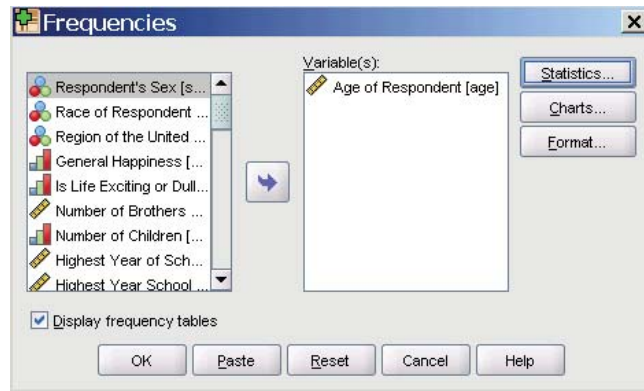 Frequencies
Variable(s):
Respondent's Sex [s...
Race of Respondent ...
Region of the United ...
General Happiness [...
Is Life Exciting or Dull...
Number of Brothers ...
Number of Children [...
Highest Year of Sch...
Highest Year School ...
Age of Respondent [age]
Statistics...
Charts...
Format...
Display frequency tables
OK Paste Reset Cancel Help